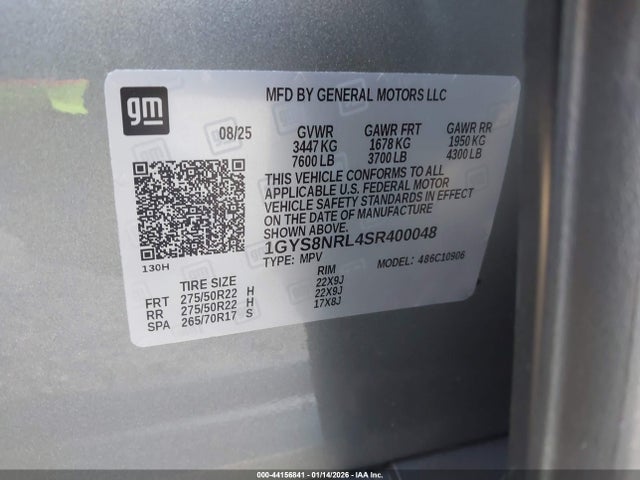 gm
MFD BY GENERAL MOTORS LLC
08/25 GVWR GAWR FRT GAWR RR
3447 KG 1678 KG 1950 KG
7600 LB 3700 LB 4300 LB
THIS VEHICLE CONFORMS TO ALL
APPLICABLE U.S. FEDERAL MOTOR
VEHICLE SAFETY STANDARDS IN EFFECT
ON THE DATE OF MANUFACTURE
SHOWN ABOVE.
1GYS8NRL4SR400048
130H TYPE: MPV MODEL: 486C10906
TIRE SIZE RIM
FRT 275/50R22 H 22X9J
RR 275/50R22 H 22X9J
SPA 265/70R17 S 17X8J
000-44156841 - 01/14/2026 - IAAI.CA